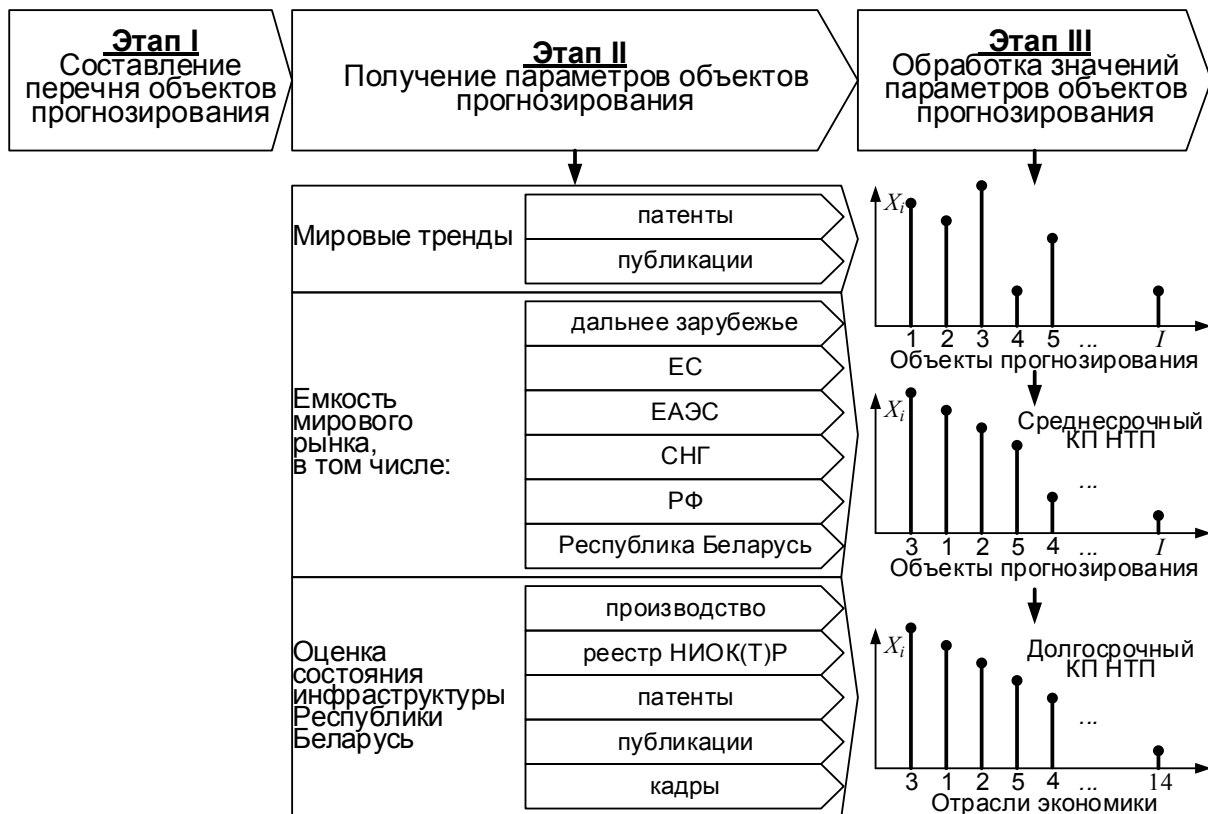 Этап I
Составление
перечня объектов
прогнозирования
Этап II
Получение параметров объектов
прогнозирования
Этап III
Обработка значений
параметров объектов
прогнозирования
Мировые тренды
патенты
публикации
Емкость
мирового
рынка,
в том числе:
дальнее зарубежье
ЕС
ЕАЭС
СНГ
РФ
Республика Беларусь
Оценка
состояния
инфраструктуры
Республики
Беларусь
производство
реестр НИОК(Т)Р
патенты
публикации
кадры
Xi
1 2 3 4 5 ... I
Объекты прогнозирования
Xi
Среднесрочный
КП НТП
...
3 1 2 5 4 ... I
Объекты прогнозирования
Xi
Долгосрочный
КП НТП
...
3 1 2 5 4 ... 14
Отрасли экономики